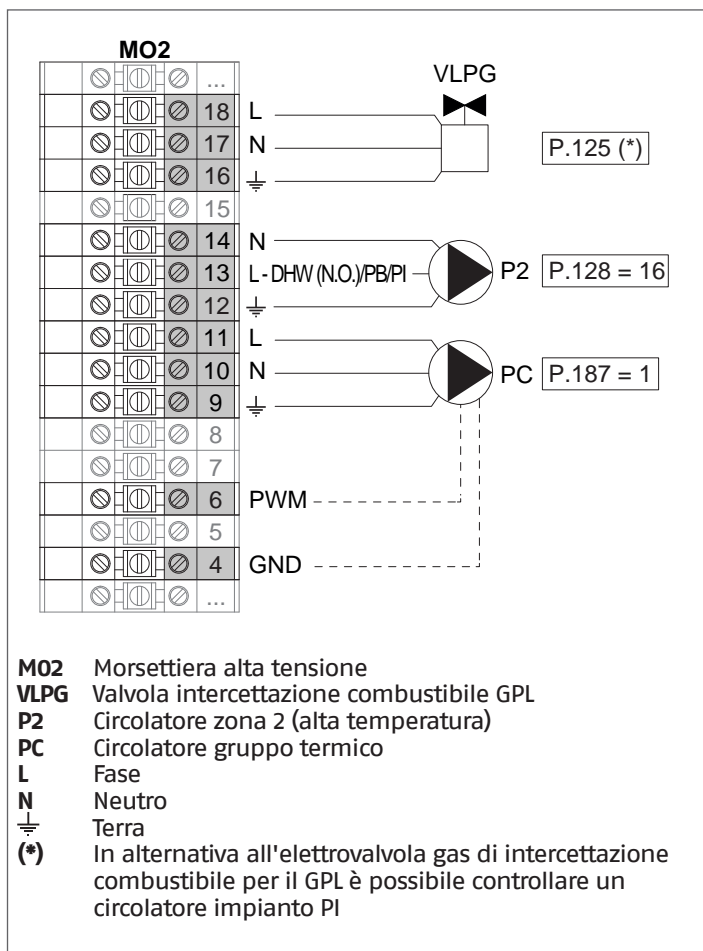 MO2
...
VLPG
18 L
17 N
P.125 (*)
16 ⏚
15
14 N
13 L - DHW (N.O.)/PB/PI
P2 P.128 = 16
12 ⏚
11 L
10 N
PC P.187 = 1
9 ⏚
8
7
6 PWM
5
4 GND
...
M02 Morsettiera alta tensione
VLPG Valvola intercettazione combustibile GPL
P2 Circolatore zona 2 (alta temperatura)
PC Circolatore gruppo termico
L Fase
N Neutro
⏚ Terra
(*) In alternativa all'elettrovalvola gas di intercettazione
combustibile per il GPL è possibile controllare un
circolatore impianto PI